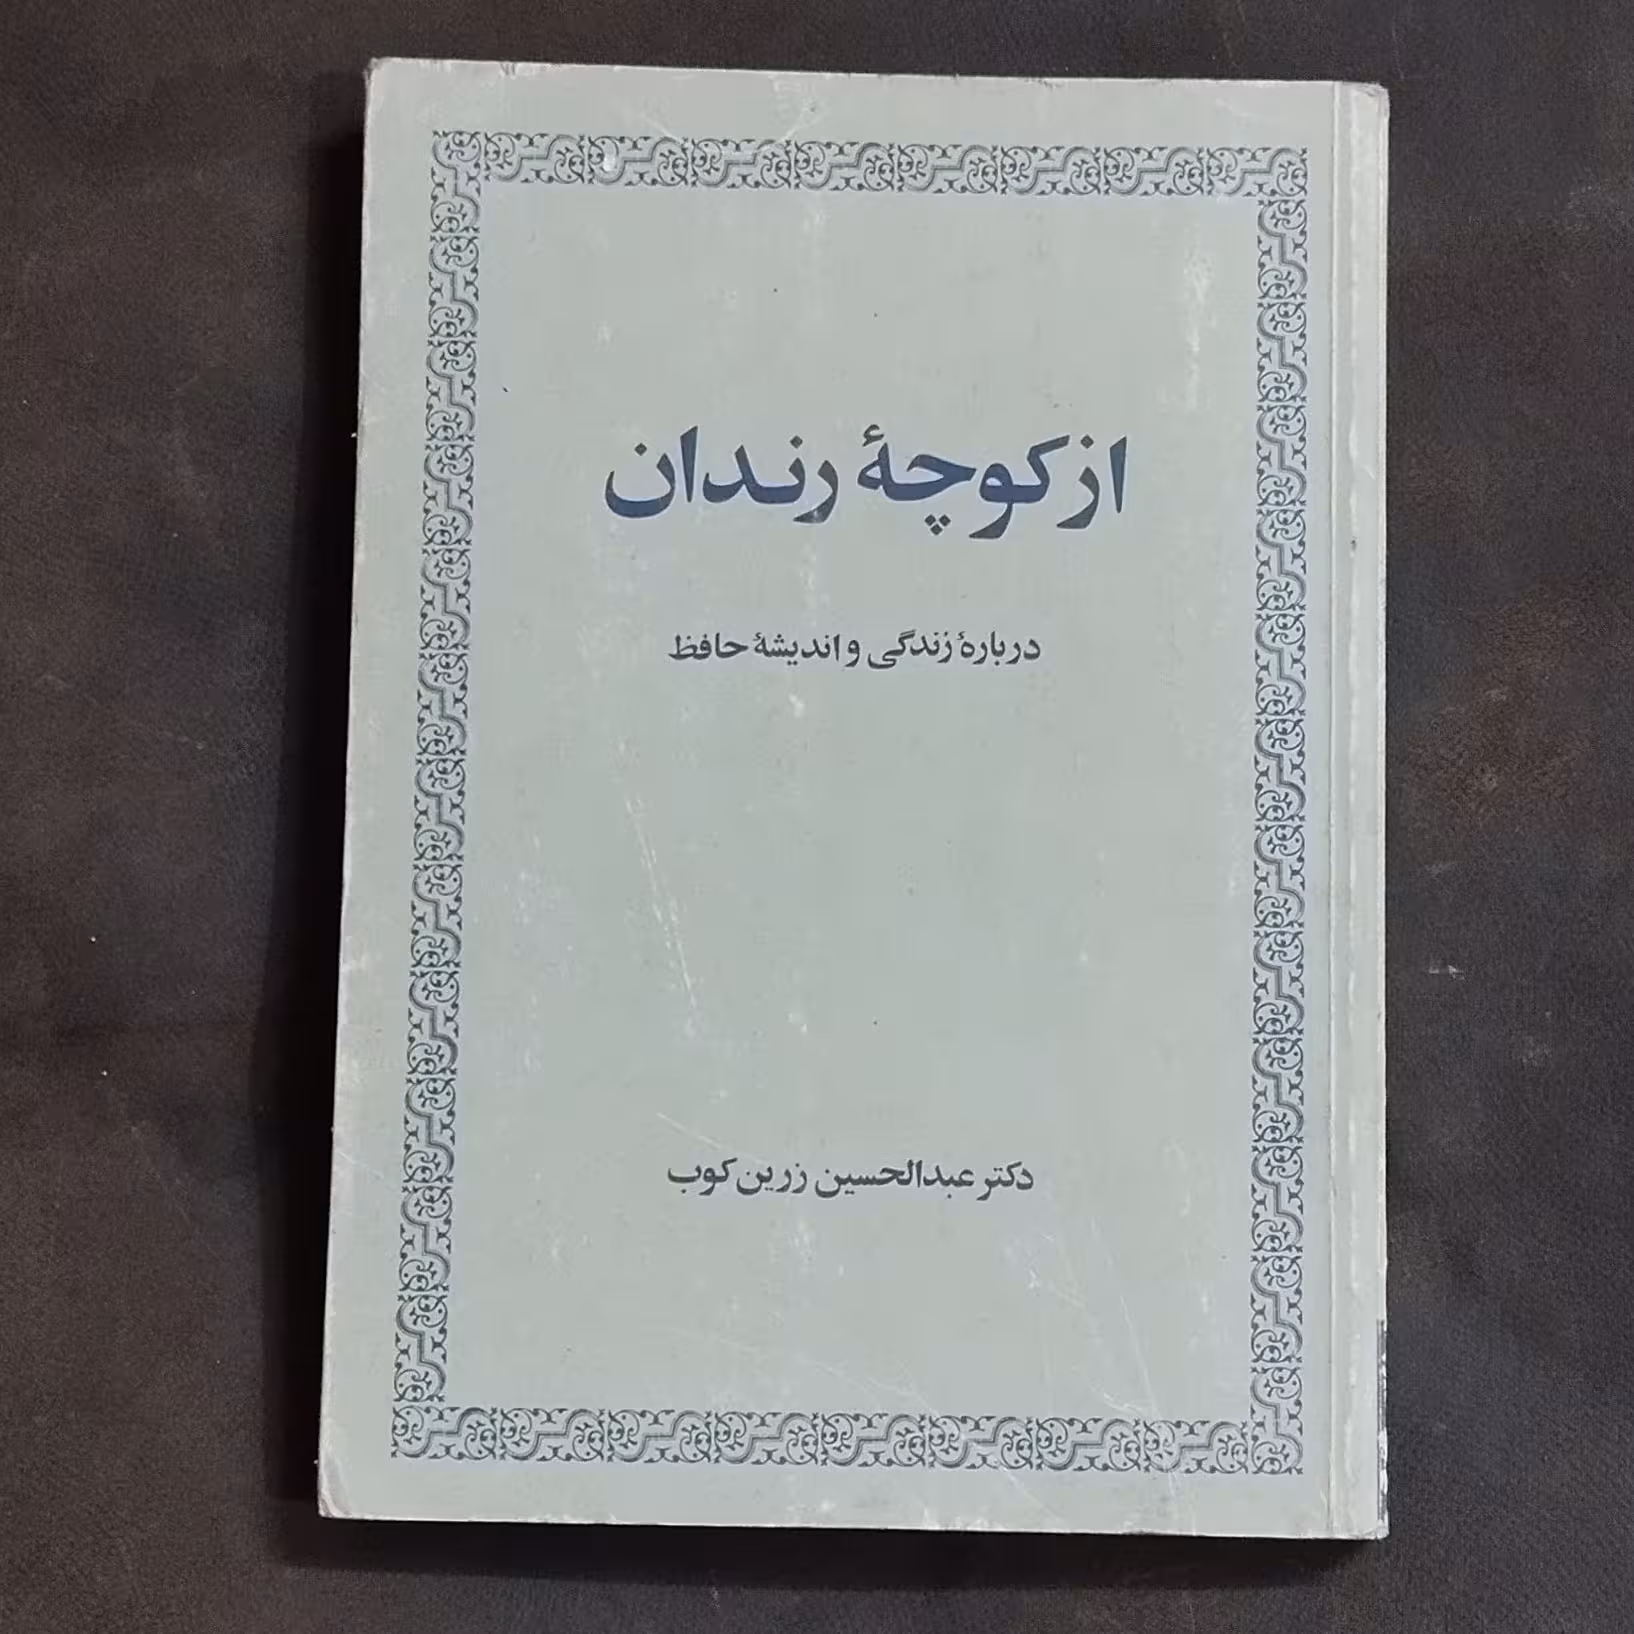 از کوچهٔ رندان
دربارهٔ زندگی و اندیشهٔ حافظ
دکتر عبدالحسین زرین کوب